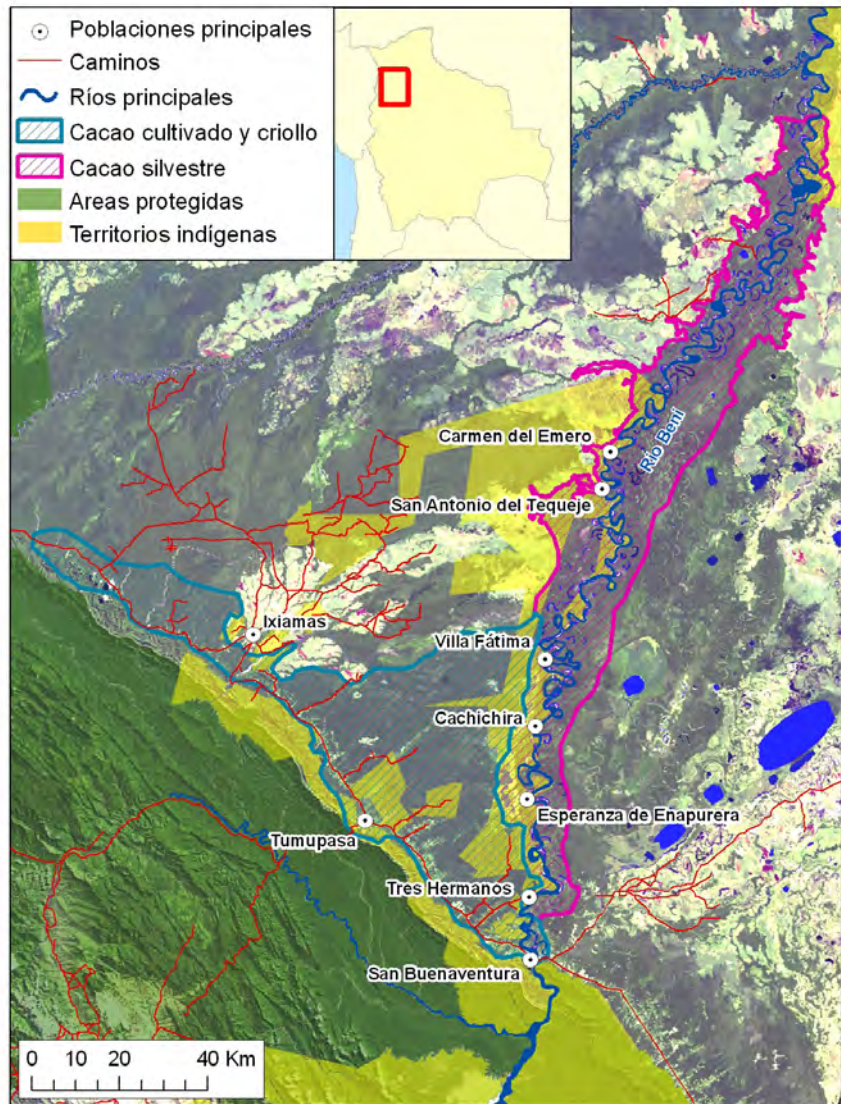 Poblaciones principales
Caminos
Ríos principales
Cacao cultivado y criollo
Cacao silvestre
Areas protegidas
Territorios indígenas
Carmen del Emero
Río Beni
San Antonio del Tequeje
Ixiamas
Villa Fátima
Cachichira
Esperanza de Enapurera
Tumupasa
Tres Hermanos
San Buenaventura
0 10 20 40 Km